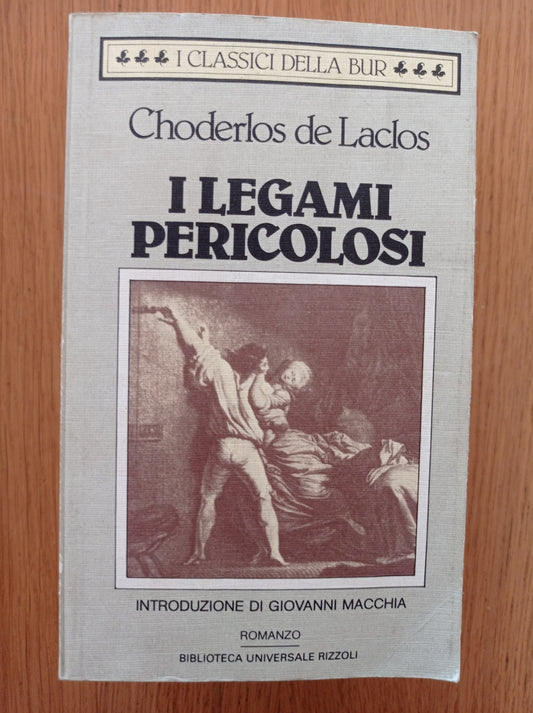 I CLASSICI DELLA BUR
Choderlos de Laclos
I LEGAMI
PERICOLOSI
INTRODUZIONE DI GIOVANNI MACCHIA
ROMANZO
BIBLIOTECA UNIVERSALE RIZZOLI